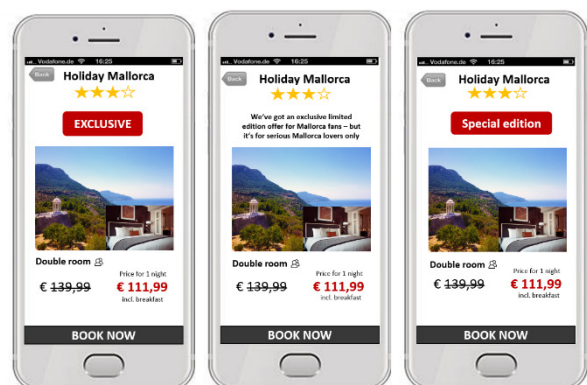 Vodafone.de 16:25
Back
Holiday Mallorca
EXCLUSIVE
Double room
Price for 1 night
€ 139,99 € 111,99
incl. breakfast
BOOK NOW
Vodafone.de 16:25
Back
Holiday Mallorca
We've got an exclusive limited
edition offer for Mallorca fans – but
it's for serious Mallorca lovers only
Double room
Price for 1 night
€ 139,99 € 111,99
incl. breakfast
BOOK NOW
Vodafone.de 16:25
Back
Holiday Mallorca
Special edition
Double room
Price for 1 night
€ 139,99 € 111,99
incl. breakfast
BOOK NOW